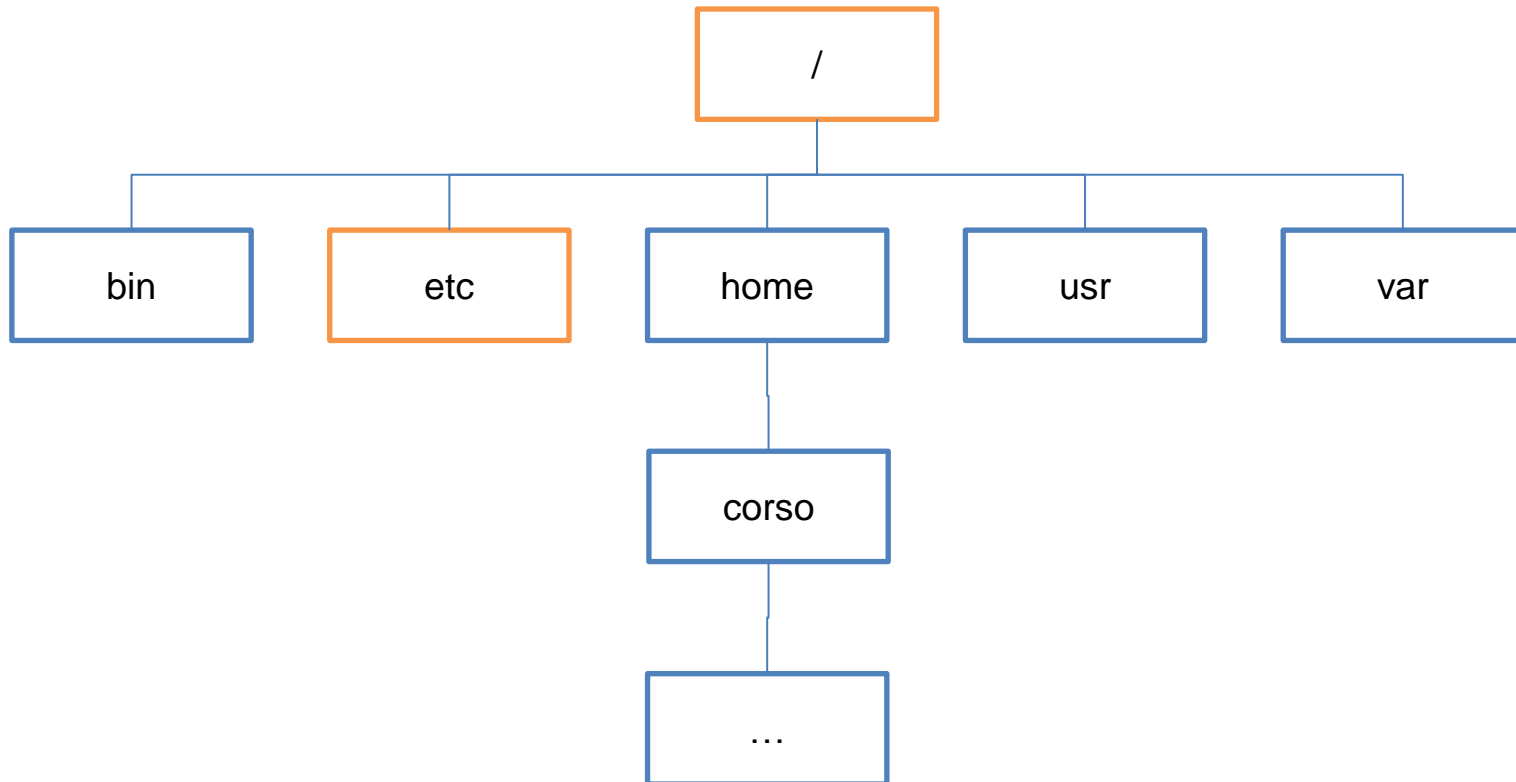 /
bin
etc
home
usr
var
corso
…